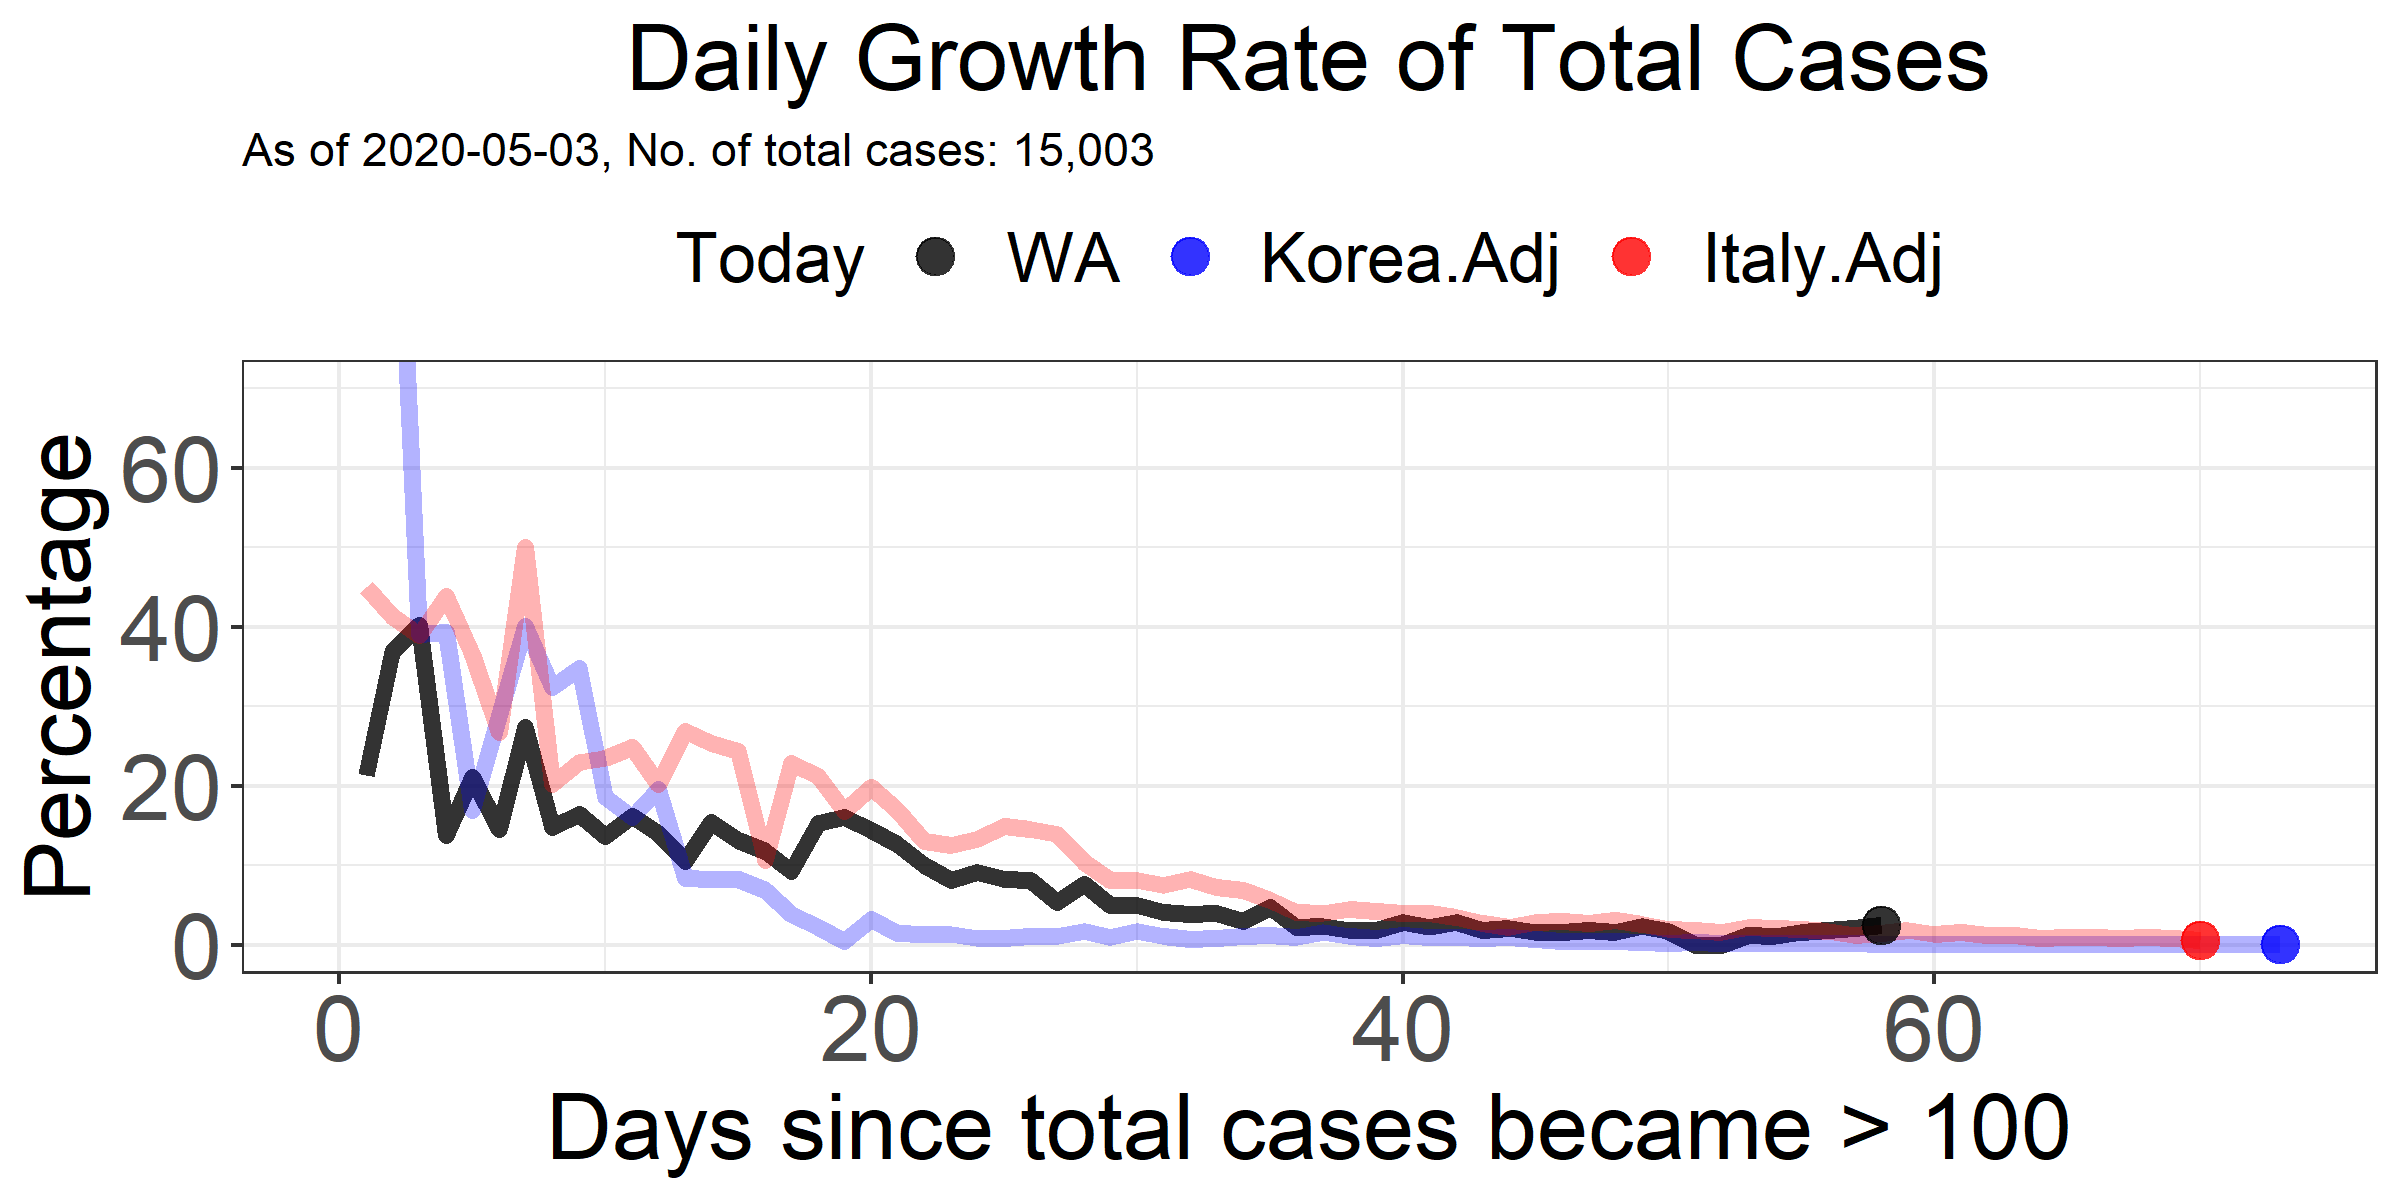 Daily Growth Rate of Total Cases
As of 2020-05-03, No. of total cases: 15,003
Today WA Korea.Adj Italy.Adj
Percentage
60
40
20
0
0 20 40 60
Days since total cases became > 100